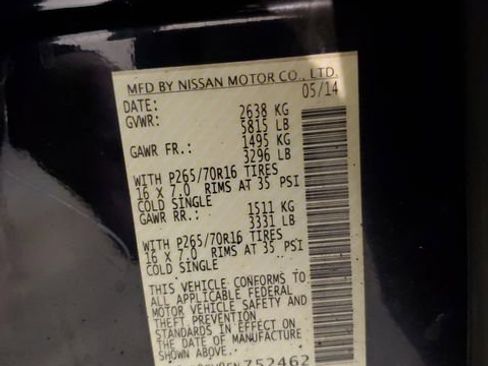 MFD BY NISSAN MOTOR CO., LTD.
DATE: 05/14
GVWR: 2638 KG
5815 LB
GAWR FR.: 1495 KG
3296 LB
WITH P265/70R16 TIRES
16 X 7.0 RIMS AT 35 PSI
COLD SINGLE
GAWR RR.: 1511 KG
3331 LB
WITH P265/70R16 TIRES
16 X 7.0 RIMS AT 35 PSI
COLD SINGLE
THIS VEHICLE CONFORMS TO
ALL APPLICABLE FEDERAL
MOTOR VEHICLE SAFETY AND
THEFT PREVENTION
STANDARDS IN EFFECT ON
THE DATE OF MANUFACTURE
SHOWN ABOVE.
752462